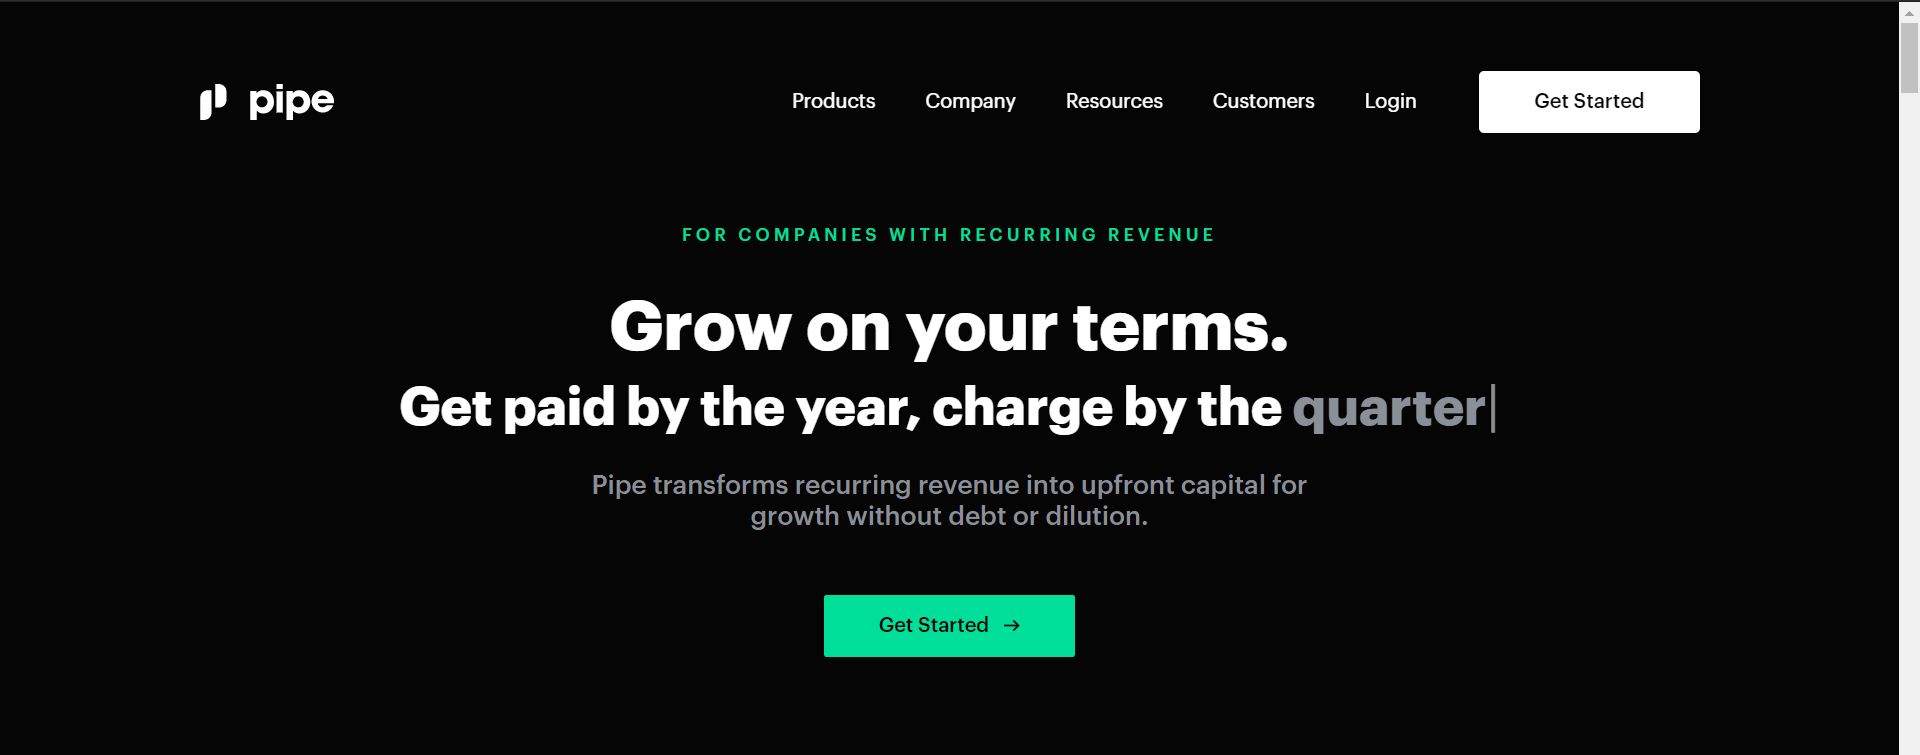 pipe
Products Company Resources Customers Login Get Started
FOR COMPANIES WITH RECURRING REVENUE
Grow on your terms.
Get paid by the year, charge by the quarter
Pipe transforms recurring revenue into upfront capital for
growth without debt or dilution.
Get Started →